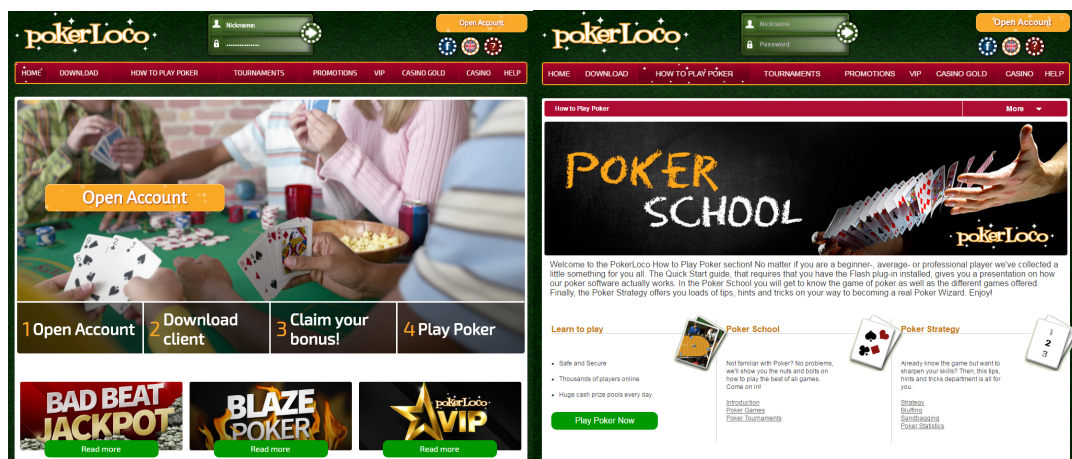 pokerLoco
Nickname:
Open Account
f
?
HOME DOWNLOAD HOW TO PLAY POKER TOURNAMENTS PROMOTIONS VIP CASINO GOLD CASINO HELP
Open Account
1 Open Account
2 Download
client
3 Claim your
bonus!
4 Play Poker
BAD BEAT
JACKPOT
Read more
BLAZE
POKER
Read more
pokerLoco
VIP
Read more
pokerLoco
Nickname
Password
Open Account
f
?
HOME DOWNLOAD HOW TO PLAY POKER TOURNAMENTS PROMOTIONS VIP CASINO GOLD CASINO HELP
How to Play Poker More
POKER
SCHOOL
pokerLoco
Welcome to the PokerLoco How to Play Poker section! No matter if you are a beginner-, average- or professional player we've collected a
little something for you all. The Quick Start guide, that requires that you have the Flash plug-in installed, gives you a presentation on how
our poker software actually works. In the Poker School you will get to know the game of poker as well as the different games offered.
Finally, the Poker Strategy offers you loads of tips, hints and tricks on your way to becoming a real Poker Wizard. Enjoy!
Learn to play
Safe and Secure
Thousands of players online
Huge cash prize pools every day
Play Poker Now
Poker School
Not familiar with Poker? No problems,
we'll show you the nuts and bolts on
how to play the best of all games.
Come on in!
Introduction
Poker Games
Poker Tournaments
Poker Strategy
Already know the game but want to
sharpen your skills? Then, this tips,
hints and tricks department is all for
you.
Strategy
Bluffing
Sandbagging
Poker Statistics
1
2
3